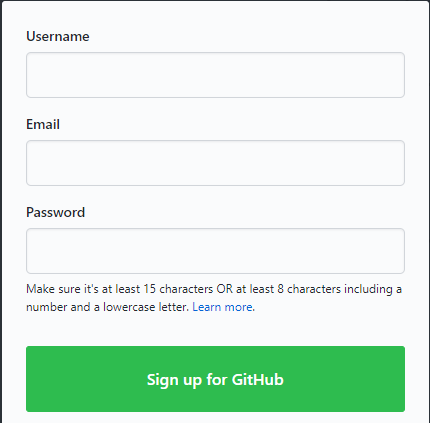 Username
Email
Password
Make sure it's at least 15 characters OR at least 8 characters including a
number and a lowercase letter. Learn more.
Sign up for GitHub